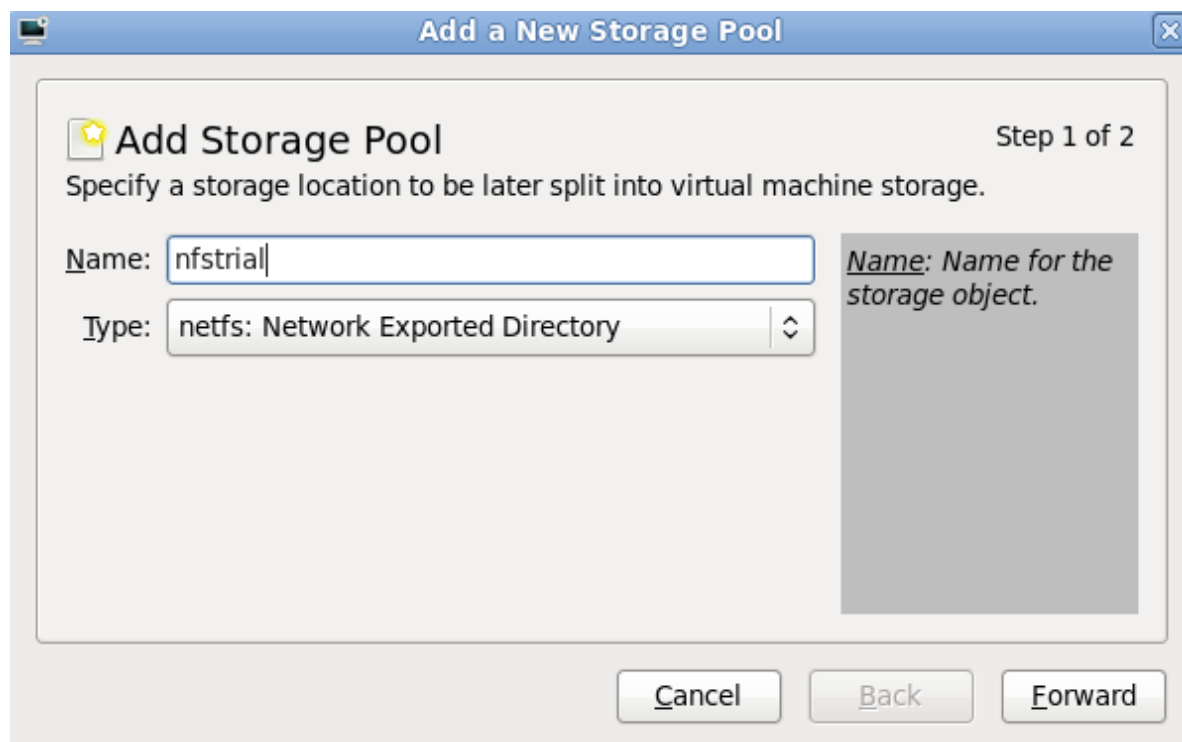 Add a New Storage Pool
Add Storage Pool
Step 1 of 2
Specify a storage location to be later split into virtual machine storage.
Name: nfstrial
Name: Name for the
storage object.
Type: netfs: Network Exported Directory
Cancel
Back
Forward